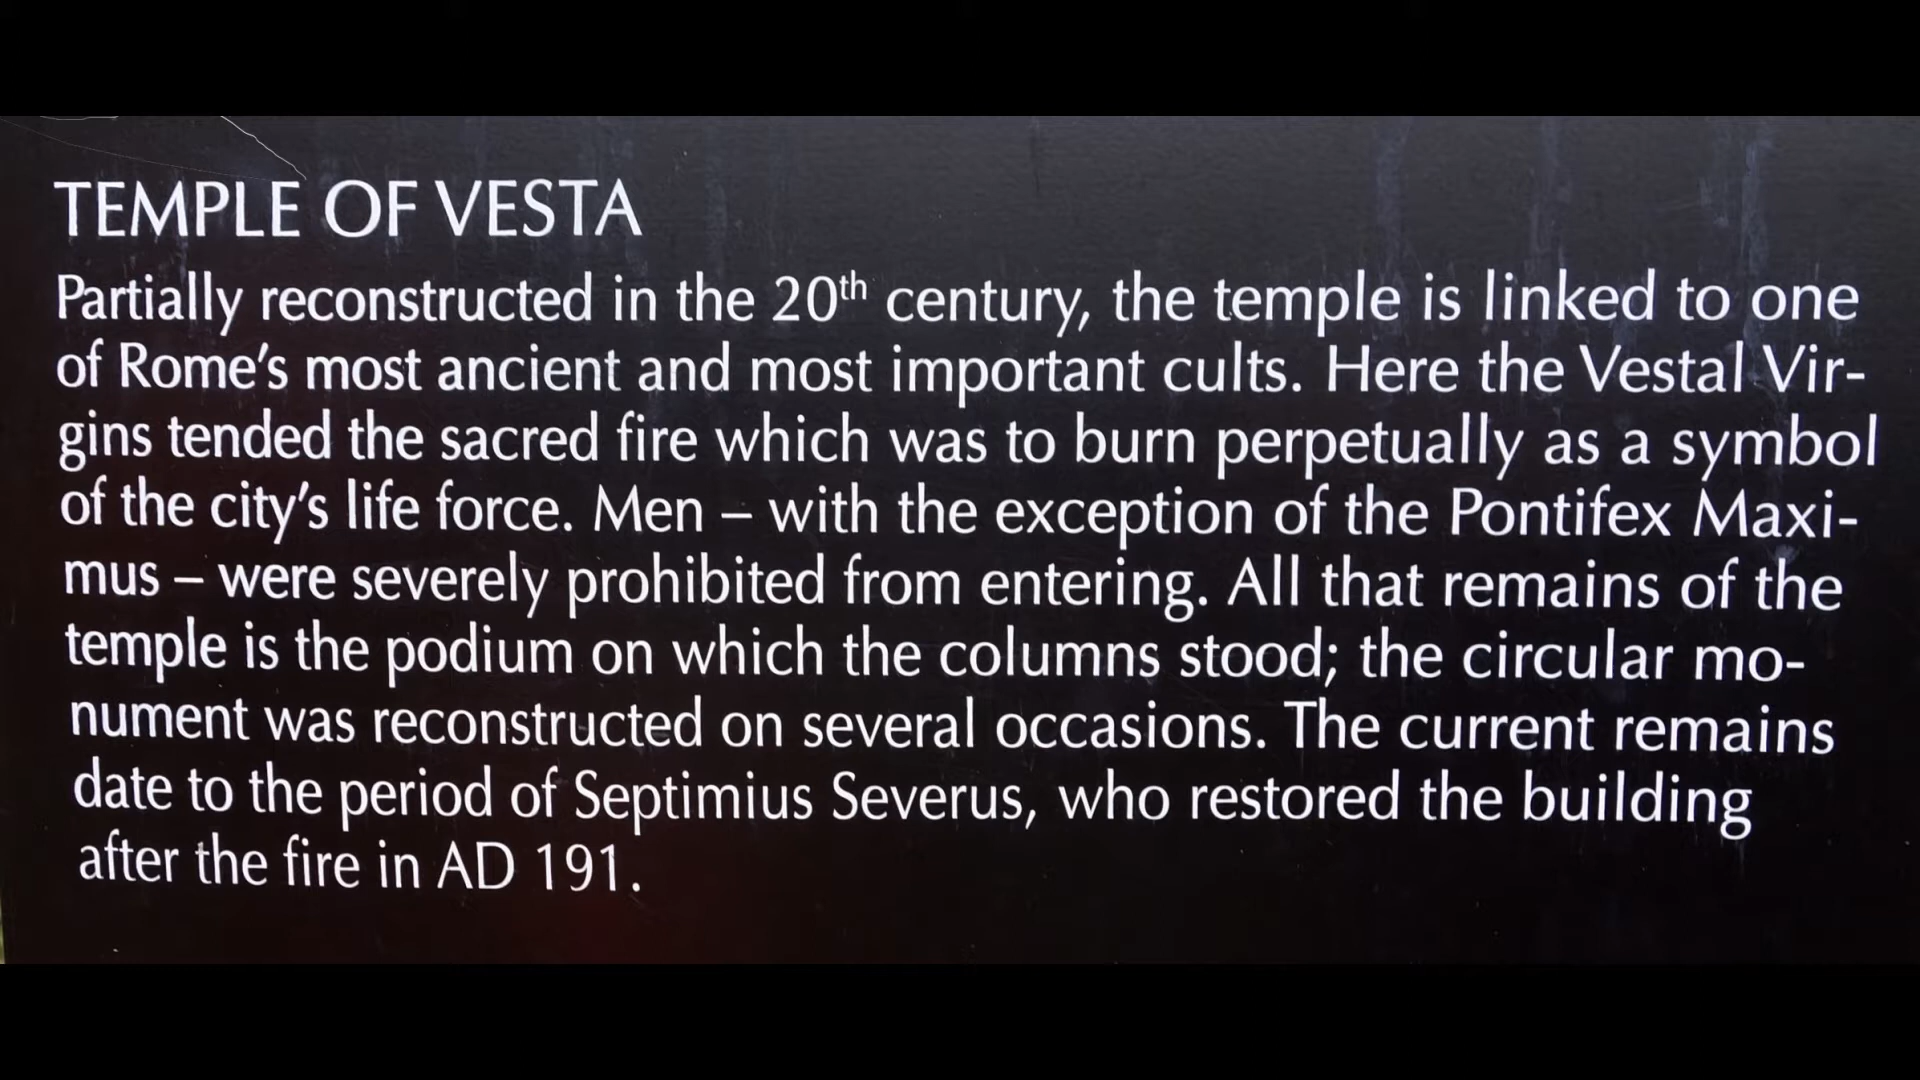 TEMPLE OF VESTA
Partially reconstructed in the 20th century, the temple is linked to one
of Rome's most ancient and most important cults. Here the Vestal Vir-
gins tended the sacred fire which was to burn perpetually as a symbol
of the city's life force. Men – with the exception of the Pontifex Maxi-
mus – were severely prohibited from entering. All that remains of the
temple is the podium on which the columns stood; the circular mo-
nument was reconstructed on several occasions. The current remains
date to the period of Septimius Severus, who restored the building
after the fire in AD 191.